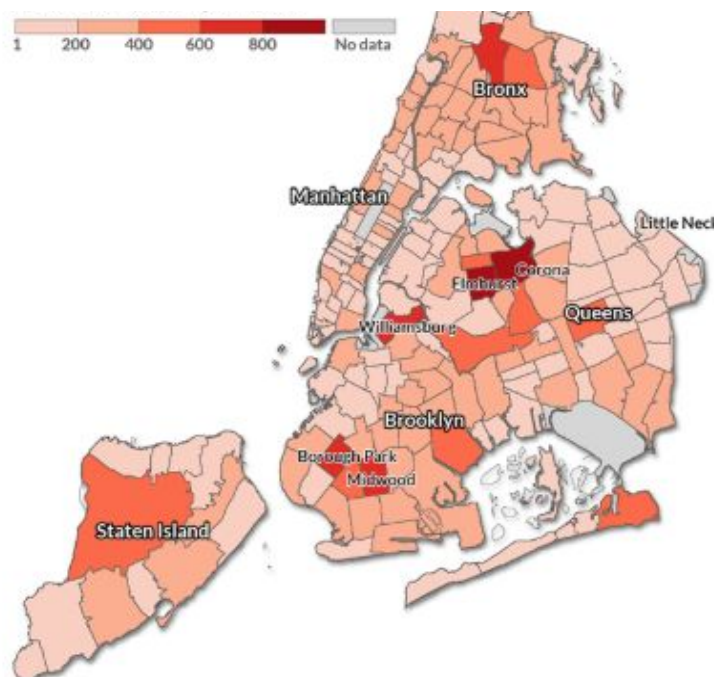 1 200 400 600 800 No data
Bronx
Manhattan
Little Neck
Corona
Elmhurst
Queens
Williamsburg
Brooklyn
Borough Park
Midwood
Staten Island